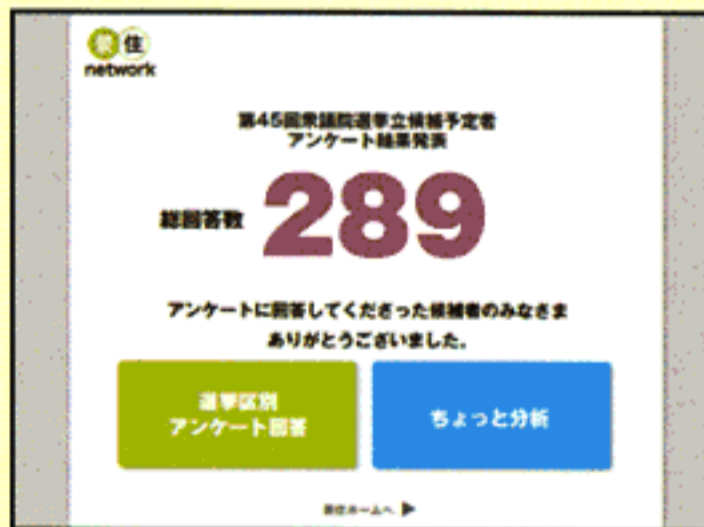 住
network
第45回衆議院選挙立候補予定者
アンケート結果発表
総回答数 289
アンケートに回答してくださった候補者のみなさま
ありがとうございました。
選挙区別
アンケート回答
ちょっと分析
ホームへ ▶